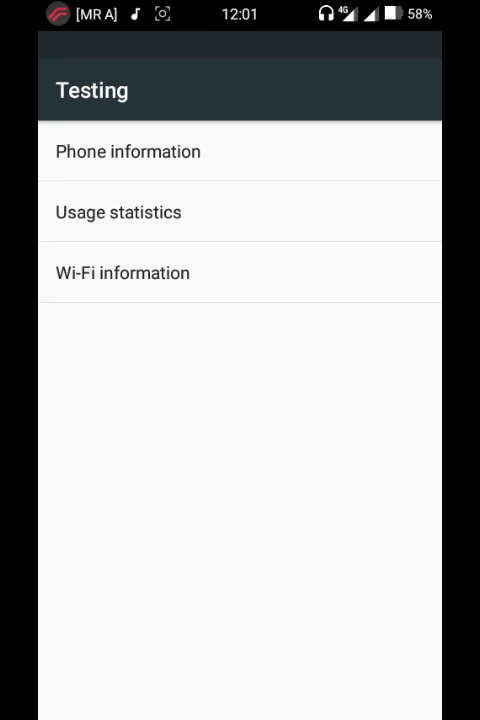 [MR A] 12:01 4G 58%
Testing
Phone information
Usage statistics
Wi-Fi information